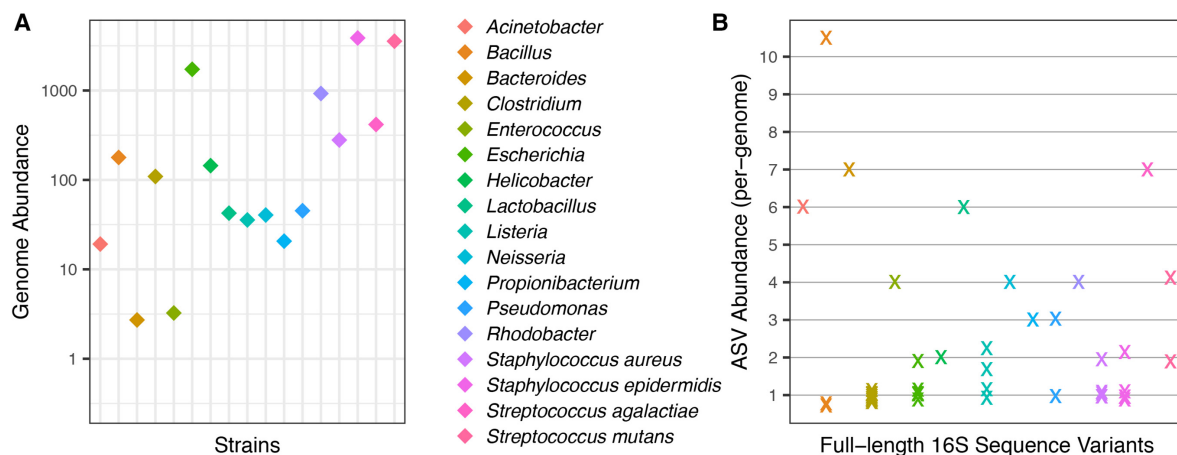 A
Genome Abundance
1000
100
10
1
Strains
Acinetobacter
Bacillus
Bacteroides
Clostridium
Enterococcus
Escherichia
Helicobacter
Lactobacillus
Listeria
Neisseria
Propionibacterium
Pseudomonas
Rhodobacter
Staphylococcus aureus
Staphylococcus epidermidis
Streptococcus agalactiae
Streptococcus mutans
B
ASV Abundance (per−genome)
10
9
8
7
6
5
4
3
2
1
Full−length 16S Sequence Variants